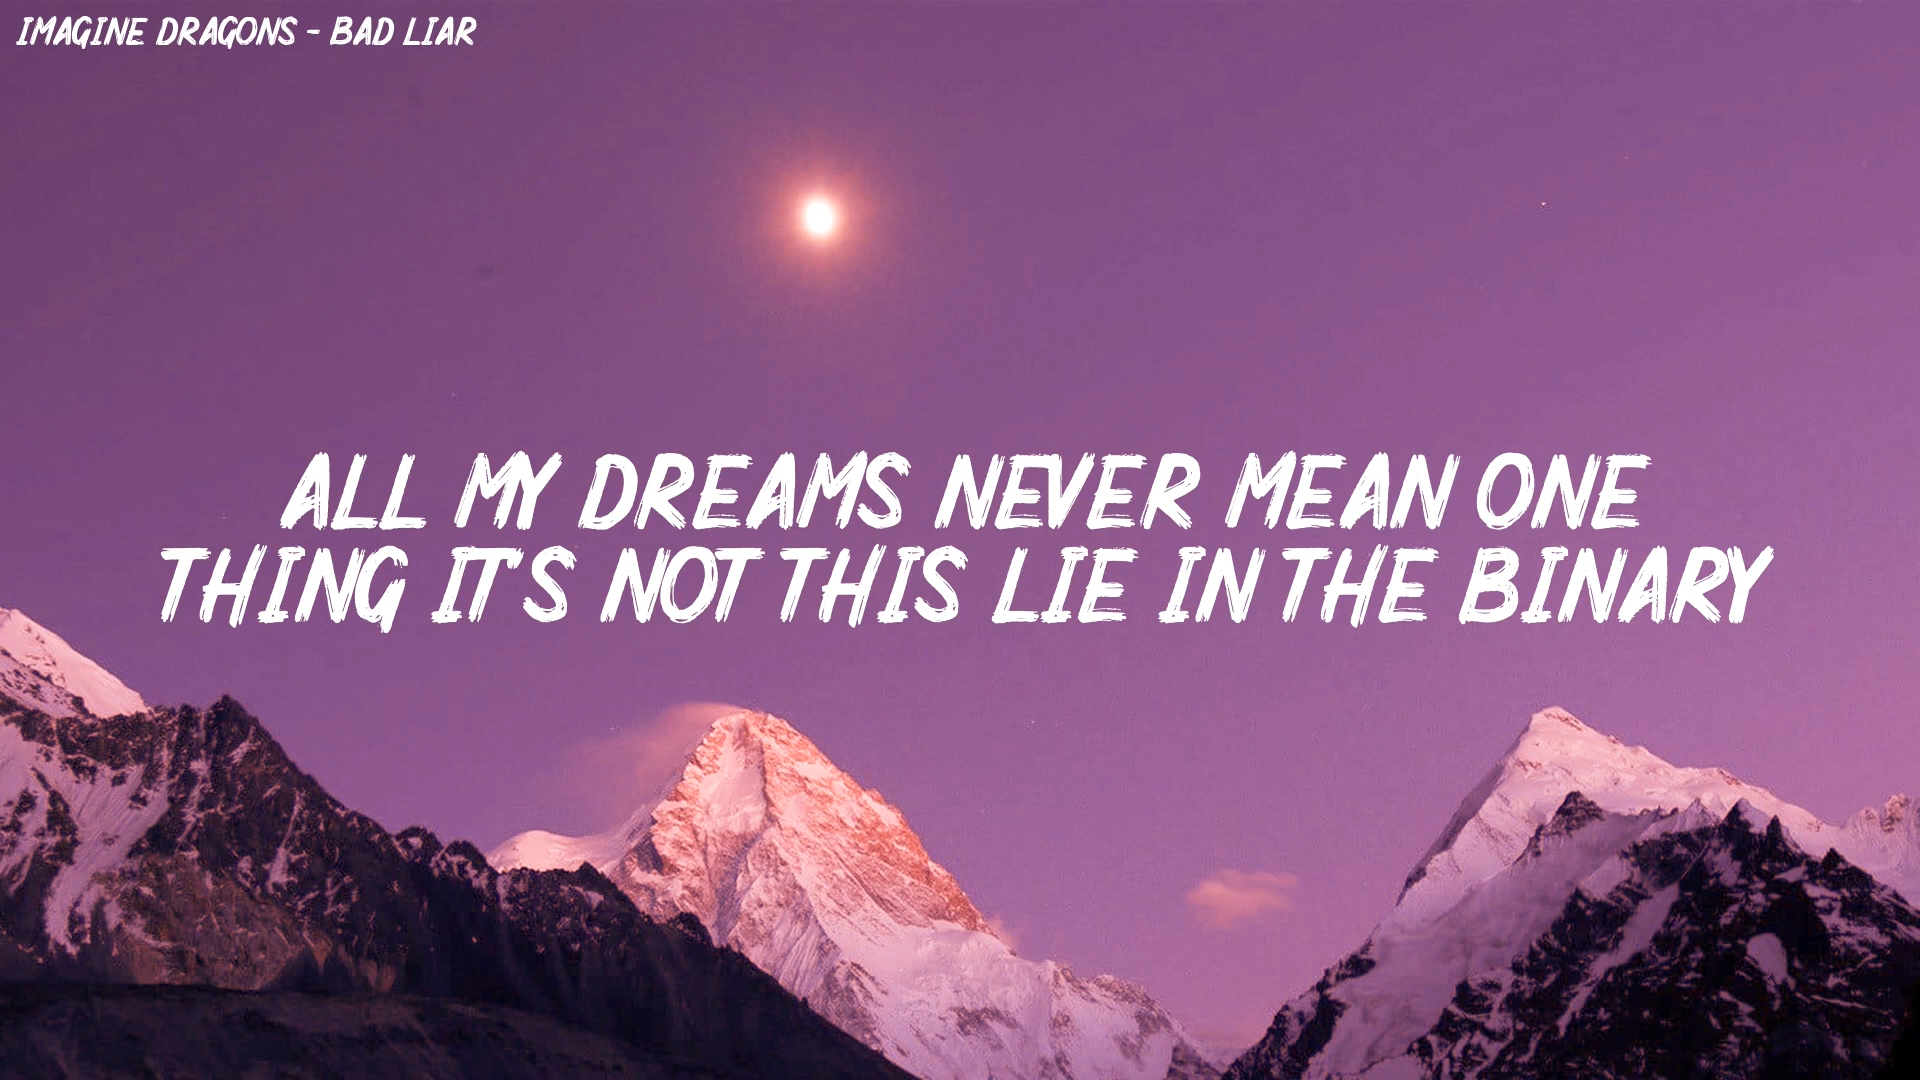 IMAGINE DRAGONS - BAD LIAR
ALL MY DREAMS NEVER MEAN ONE
THING IT'S NOT THIS LIE IN THE BINARY